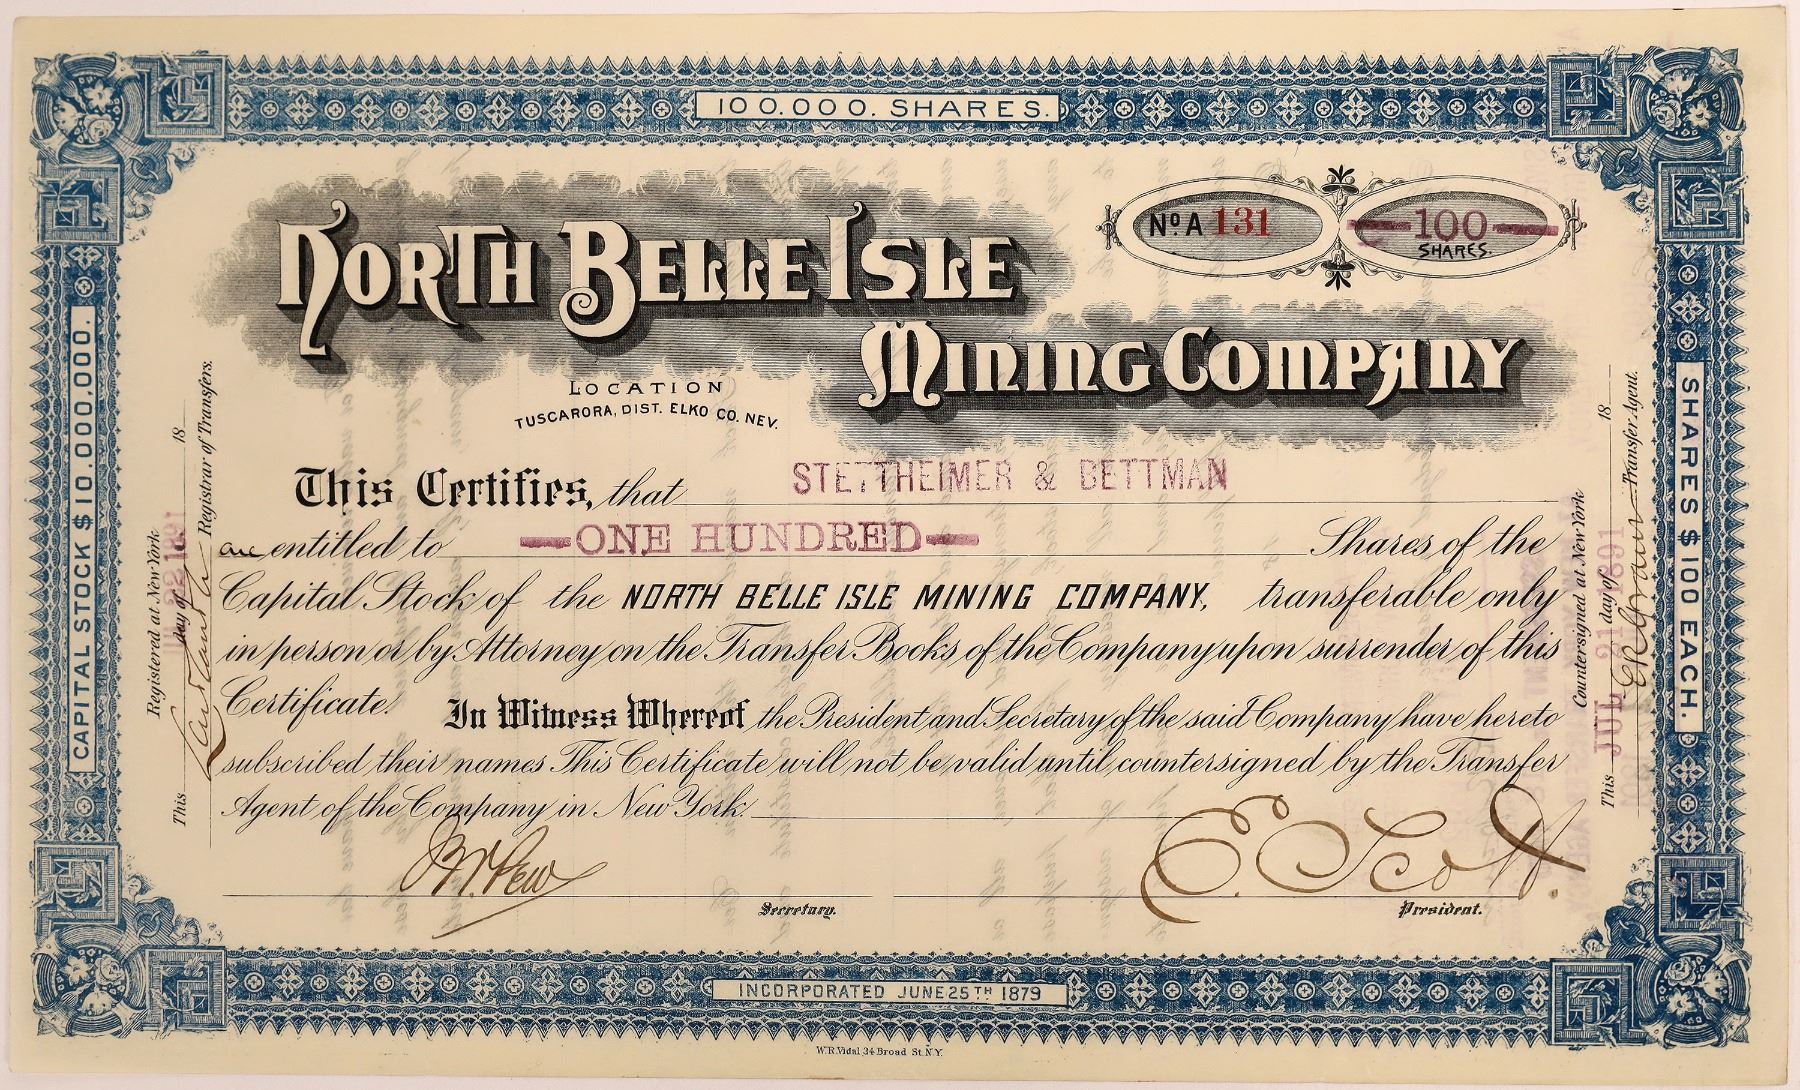 100.000. SHARES.
NORTH BELLE ISLE
MINING COMPANY
No. A 131
100
SHARES.
LOCATION
TUSCARORA, DIST. ELKO CO. NEV.
This Certifies, that STETTHEIMER & BETTMAN
are entitled to ONE HUNDRED Shares of the
Capital Stock of the NORTH BELLE ISLE MINING COMPANY, transferable only
in person or by Attorney on the Transfer Books of the Company upon surrender of this
Certificate. In Witness Whereof the President and Secretary of the said Company have hereto
subscribed their names This Certificate will not be valid until countersigned by the Transfer
Agent of the Company in New York.
Secretary.
E. Scott.
President.
CAPITAL STOCK $10.000.000.
Registered at New York
This day of 18
JUL 22 1891
Registrar of Transfers.
Countersigned at New York
This day of 18
JUL 21 1891
Transfer Agent.
SHARES $100 EACH.
INCORPORATED JUNE 25TH 1879
W.R. Vidal 34 Broad St. N.Y.